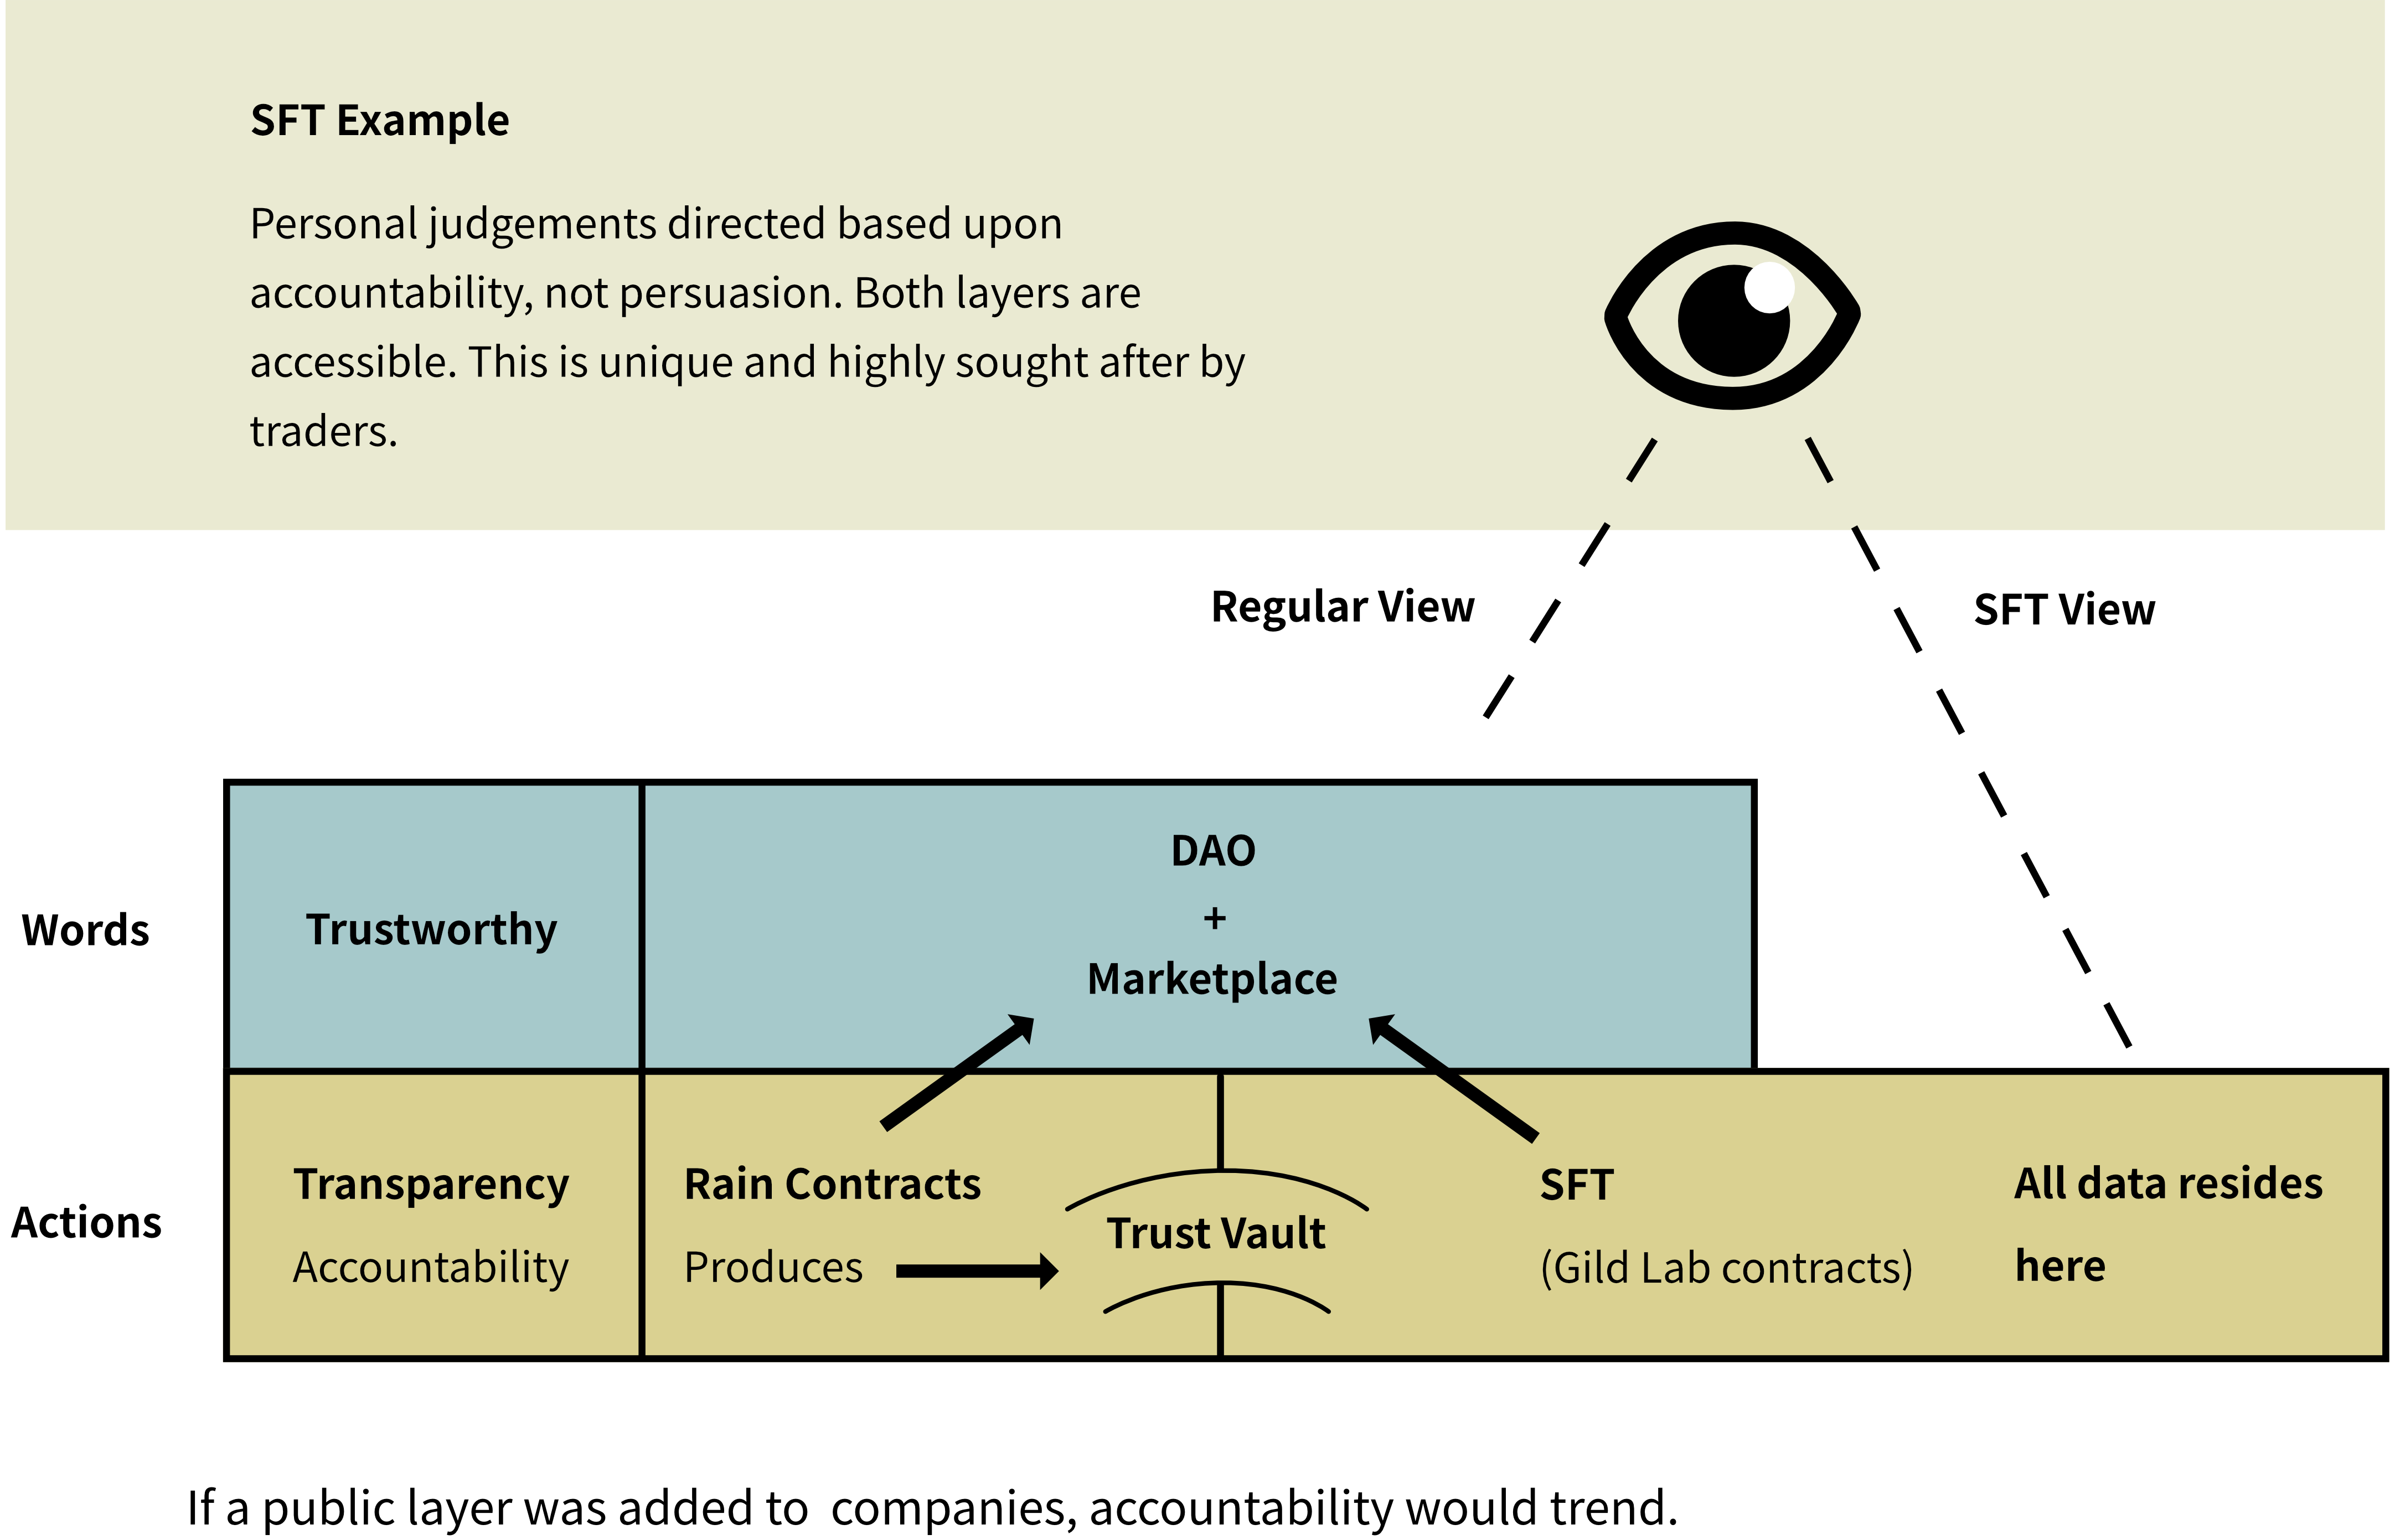 SFT Example
Personal judgements directed based upon
accountability, not persuasion. Both layers are
accessible. This is unique and highly sought after by
traders.
Regular View
SFT View
Words
Trustworthy
DAO
+
Marketplace
Actions
Transparency
Accountability
Rain Contracts
Produces
Trust Vault
SFT
(Gild Lab contracts)
All data resides
here
If a public layer was added to  companies, accountability would trend.